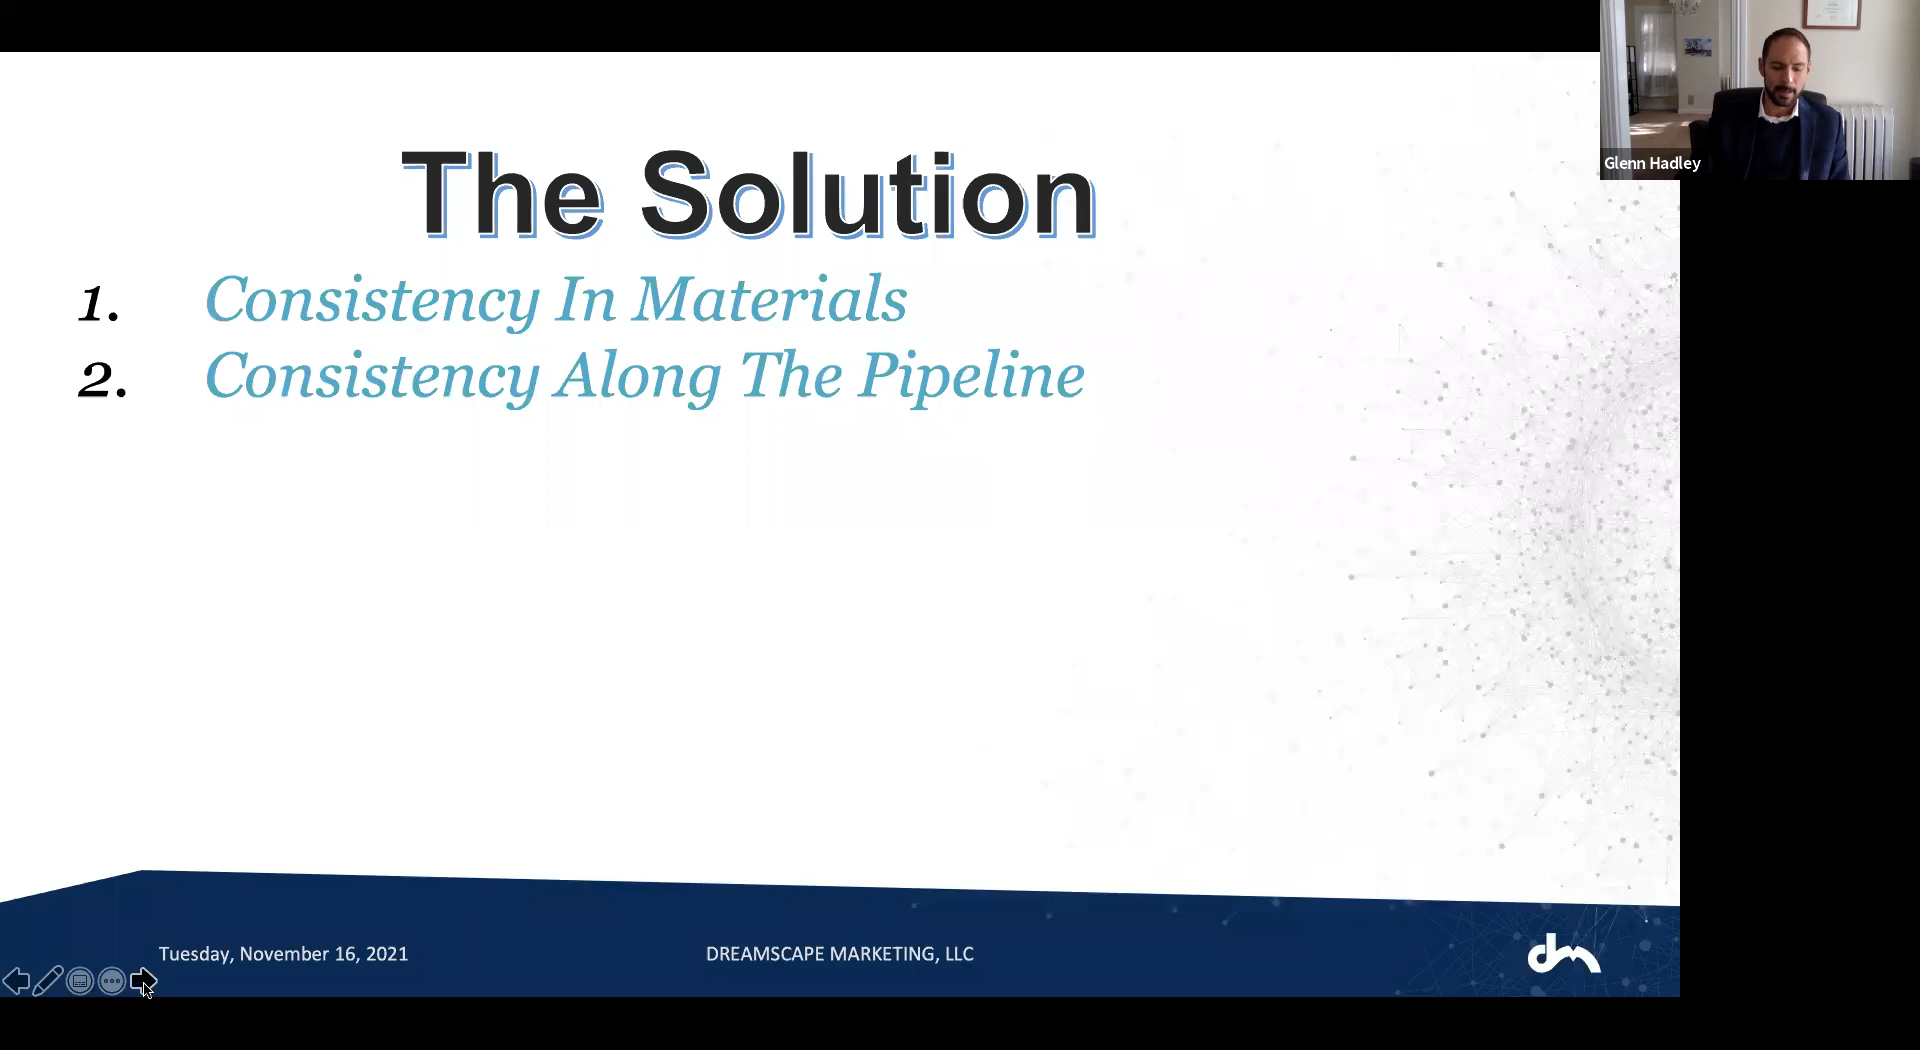 The Solution
1. Consistency In Materials
2. Consistency Along The Pipeline
Glenn Hadley
Tuesday, November 16, 2021
DREAMSCAPE MARKETING, LLC
dm